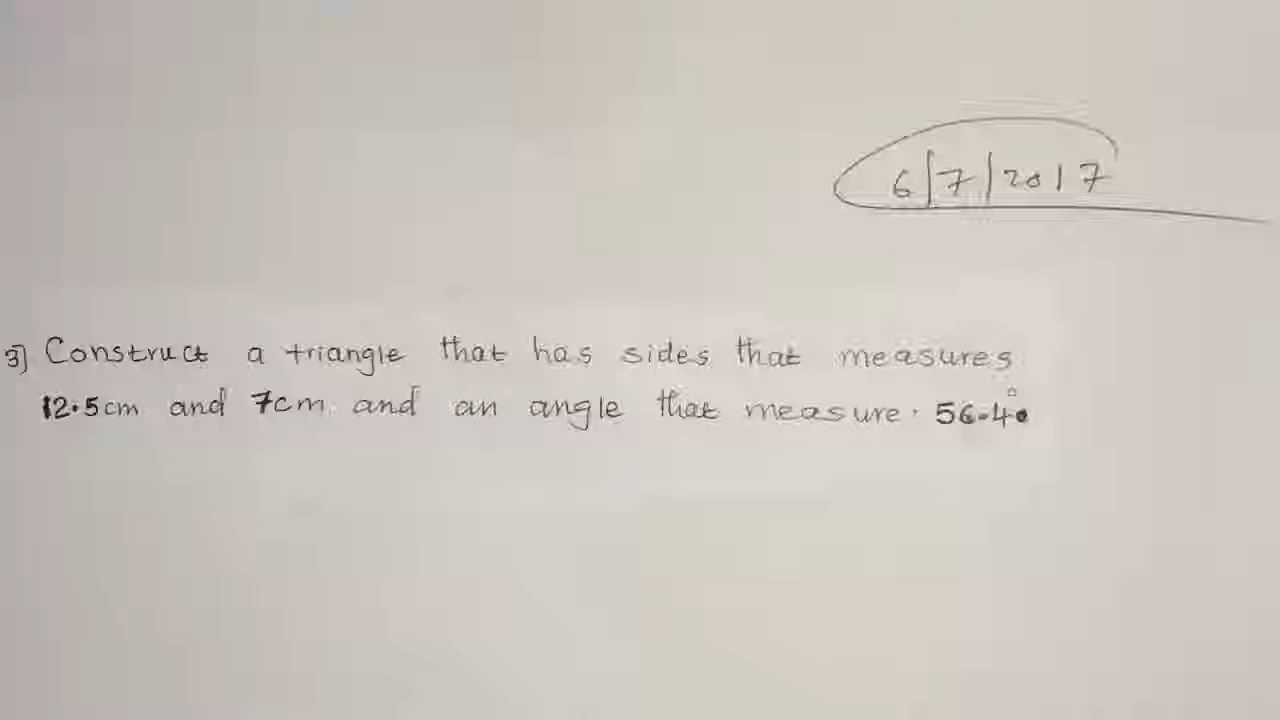 6/7/2017
3] Construct a triangle that has sides that measures
12.5cm and 7cm and an angle that measure. 56.4°